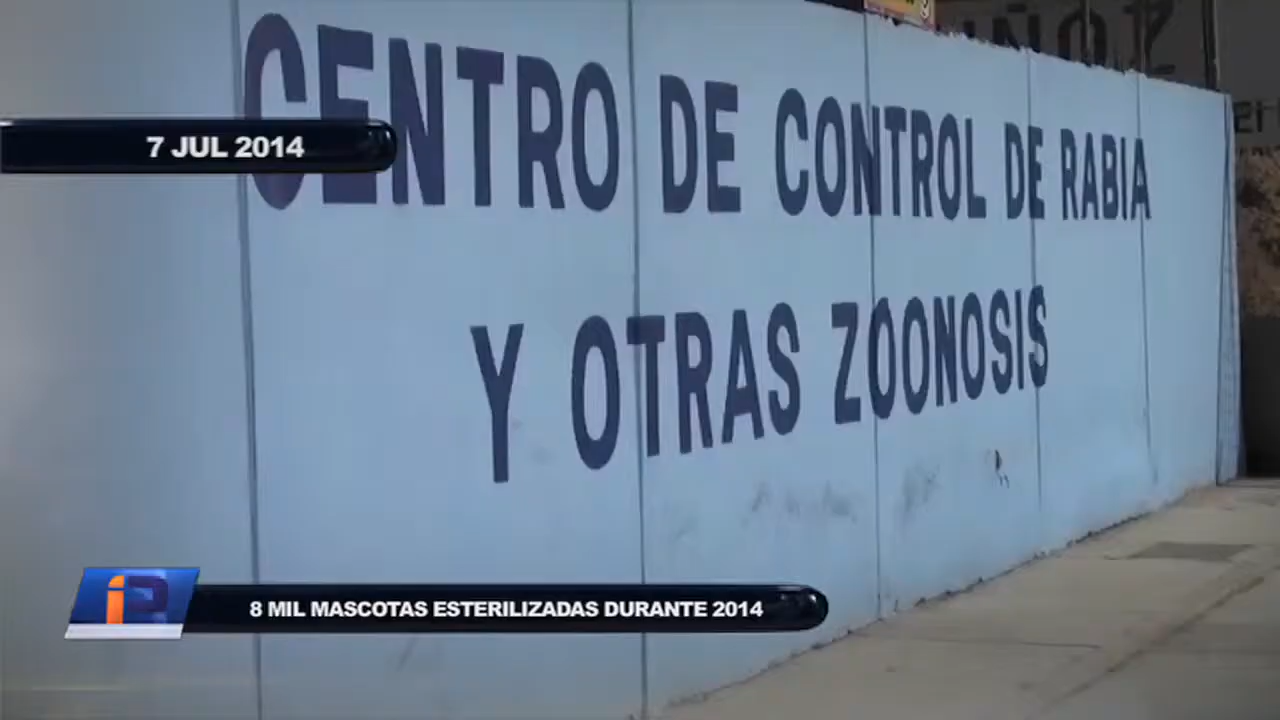 CENTRO DE CONTROL DE RABIA
Y OTRAS ZOONOSIS
7 JUL 2014
8 MIL MASCOTAS ESTERILIZADAS DURANTE 2014